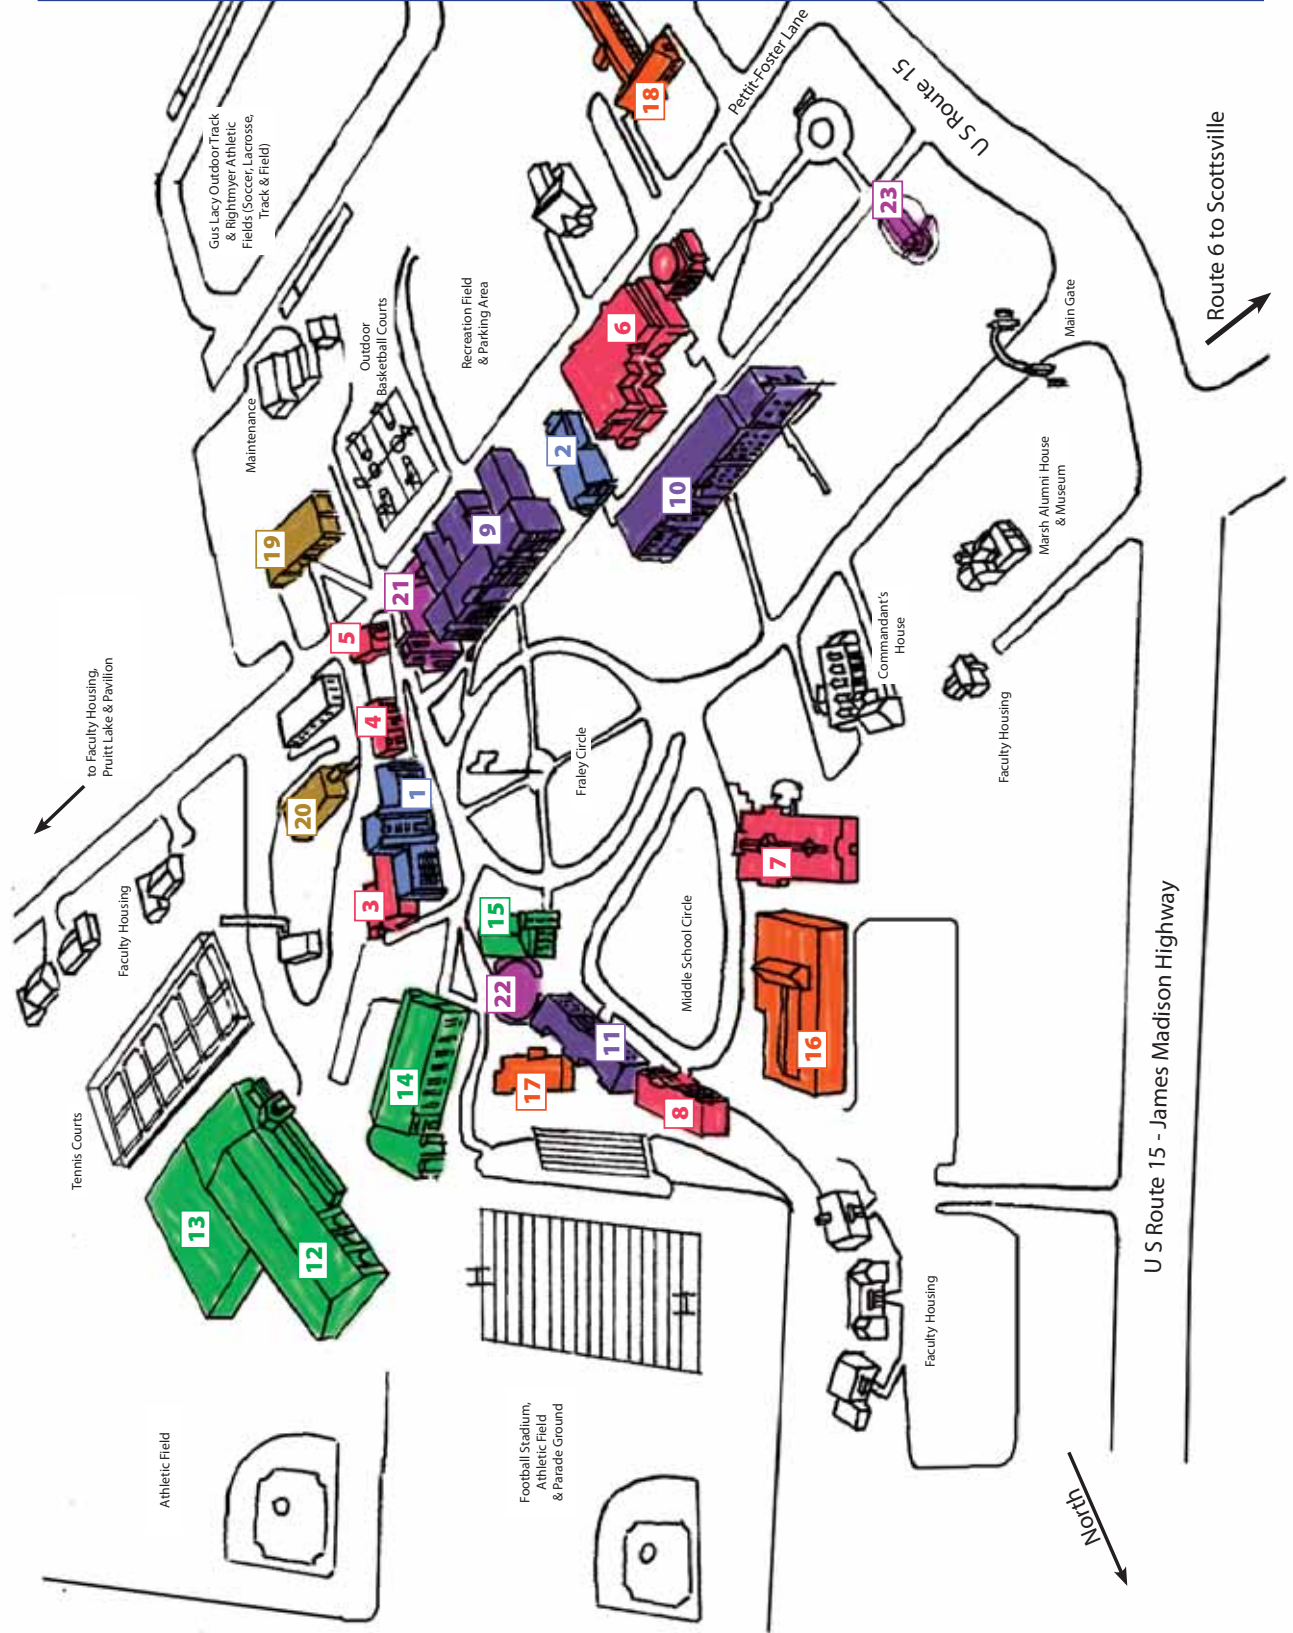 Gus Lacy Outdoor Track
& Rightmyer Athletic
Fields (Soccer, Lacrosse,
Track & Field)
18
Pettit-Foster Lane
U S Route 15
23
Route 6 to Scottsville
Main Gate
Outdoor
Basketball Courts
Recreation Field
& Parking Area
6
Maintenance
2
10
9
19
21
5
Marsh Alumni House
& Museum
Commandant's
House
Faculty Housing
to Faculty Housing,
Pruitt Lake & Pavilion
4
1
20
3
Fraley Circle
7
15
Faculty Housing
22
Middle School Circle
11
16
17
14
8
Tennis Courts
13
12
U S Route 15 - James Madison Highway
Faculty Housing
Athletic Field
Football Stadium,
Athletic Field
& Parade Ground
North